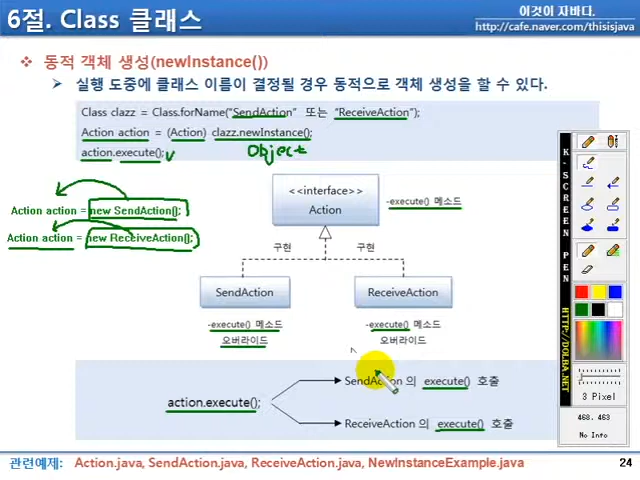 6절. Class 클래스
이것이 자바다.
http://cafe.naver.com/thisisjava
❖ 동적 객체 생성(newInstance())
➢ 실행 도중에 클래스 이름이 결정될 경우 동적으로 객체 생성을 할 수 있다.
Class clazz = Class.forName("SendAction" 또는 "ReceiveAction");
Action action = (Action) clazz.newInstance();
action.execute();
Object
Action action = new SendAction();
Action action = new ReceiveAction();
<<interface>>
Action
-execute() 메소드
구현
구현
SendAction
ReceiveAction
-execute() 메소드
오버라이드
-execute() 메소드
오버라이드
action.execute();
SendAction 의 execute() 호출
ReceiveAction 의 execute() 호출
K-SCREEN PEN
HTTP://DOLBA.NET
3 Pixel
468, 463
No Info
관련예제: Action.java, SendAction.java, ReceiveAction.java, NewInstanceExample.java
24